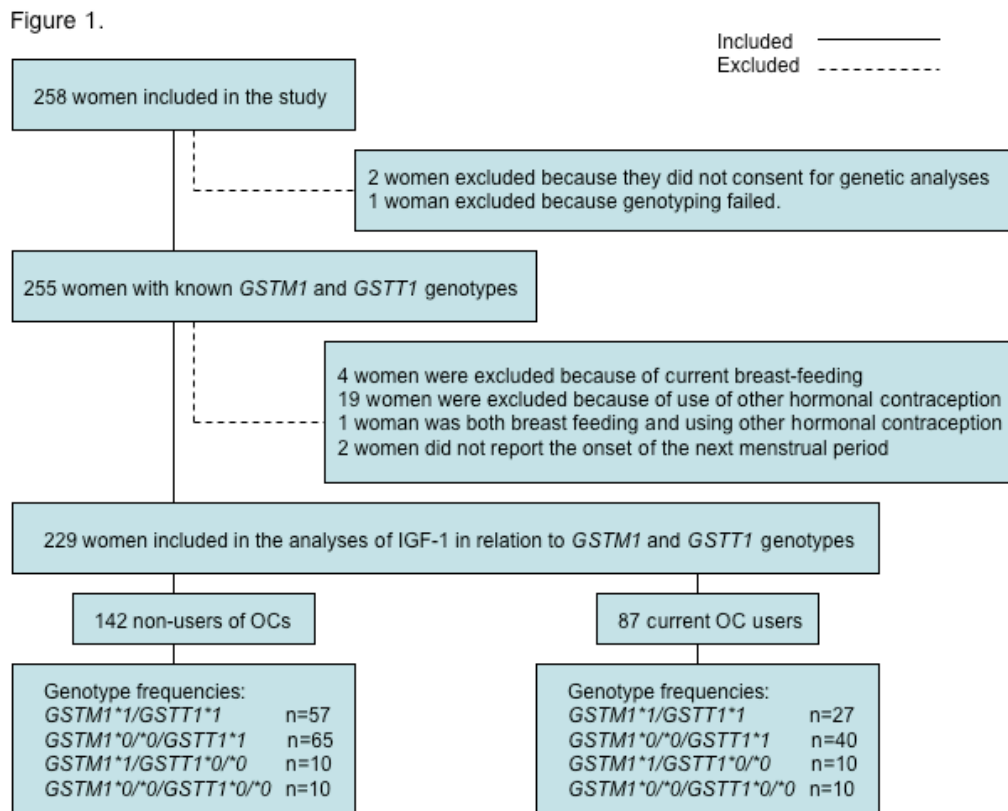 Figure 1.
Included
Excluded
258 women included in the study
2 women excluded because they did not consent for genetic analyses
1 woman excluded because genotyping failed.
255 women with known GSTM1 and GSTT1 genotypes
4 women were excluded because of current breast-feeding
19 women were excluded because of use of other hormonal contraception
1 woman was both breast feeding and using other hormonal contraception
2 women did not report the onset of the next menstrual period
229 women included in the analyses of IGF-1 in relation to GSTM1 and GSTT1 genotypes
142 non-users of OCs
87 current OC users
Genotype frequencies:
GSTM1*1/GSTT1*1 n=57
GSTM1*0/*0/GSTT1*1 n=65
GSTM1*1/GSTT1*0/*0 n=10
GSTM1*0/*0/GSTT1*0/*0 n=10
Genotype frequencies:
GSTM1*1/GSTT1*1 n=27
GSTM1*0/*0/GSTT1*1 n=40
GSTM1*1/GSTT1*0/*0 n=10
GSTM1*0/*0/GSTT1*0/*0 n=10